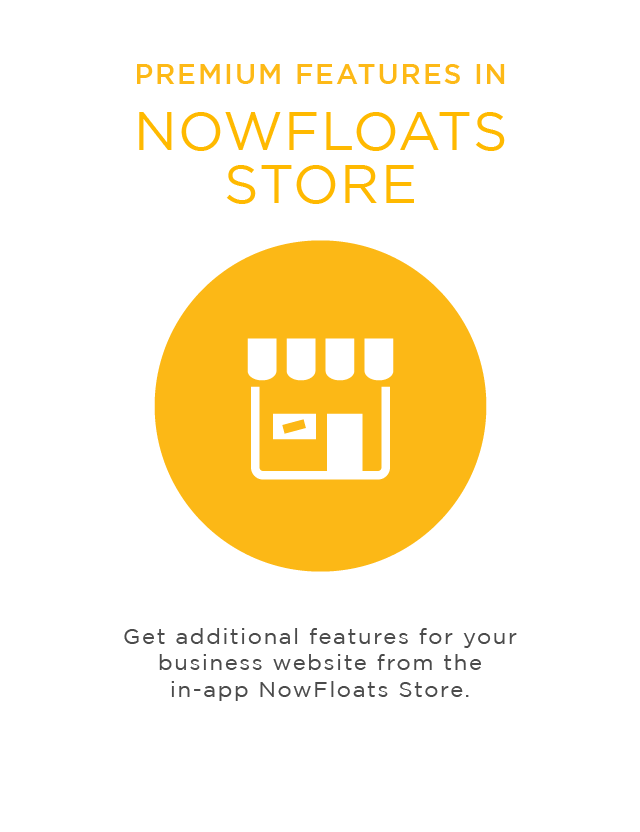 PREMIUM FEATURES IN
NOWFLOATS
STORE
Get additional features for your
business website from the
in-app NowFloats Store.